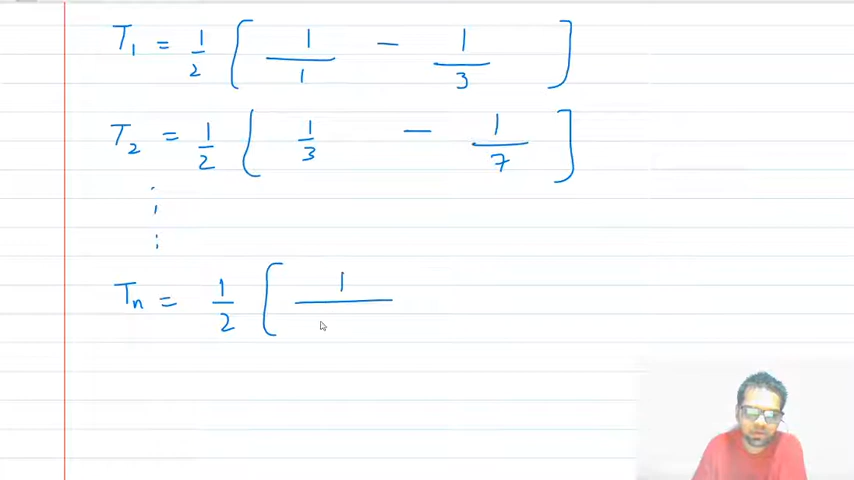 T₁ = 1/2 [ 1/1 - 1/3 ]
T₂ = 1/2 [ 1/3 - 1/7 ]
⋮
Tₙ = 1/2 [ 1/